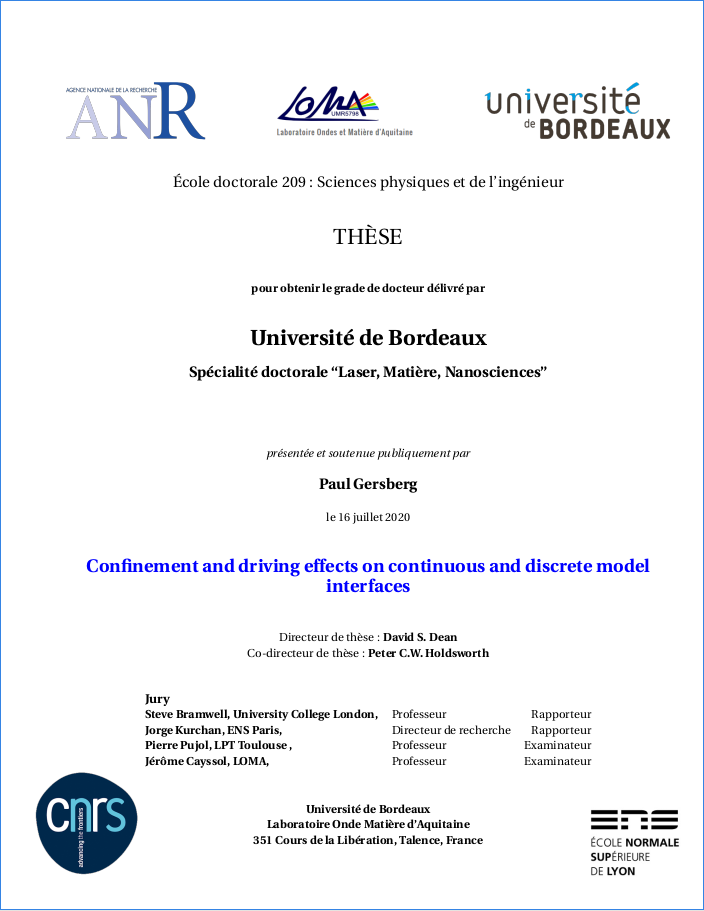 AGENCE NATIONALE DE LA RECHERCHE
ANR
LOMA
UMR5798
Laboratoire Ondes et Matière d'Aquitaine
université
de BORDEAUX
École doctorale 209 : Sciences physiques et de l'ingénieur
THÈSE
pour obtenir le grade de docteur délivré par
Université de Bordeaux
Spécialité doctorale “Laser, Matière, Nanosciences”
présentée et soutenue publiquement par
Paul Gersberg
le 16 juillet 2020
Confinement and driving effects on continuous and discrete model
interfaces
Directeur de thèse : David S. Dean
Co-directeur de thèse : Peter C.W. Holdsworth
Jury
Steve Bramwell, University College London, Professeur Rapporteur
Jorge Kurchan, ENS Paris, Directeur de recherche Rapporteur
Pierre Pujol, LPT Toulouse , Professeur Examinateur
Jérôme Cayssol, LOMA, Professeur Examinateur
cnrs
advancing the frontiers
Université de Bordeaux
Laboratoire Onde Matière d'Aquitaine
351 Cours de la Libération, Talence, France
ENS
ÉCOLE NORMALE
SUPÉRIEURE
DE LYON